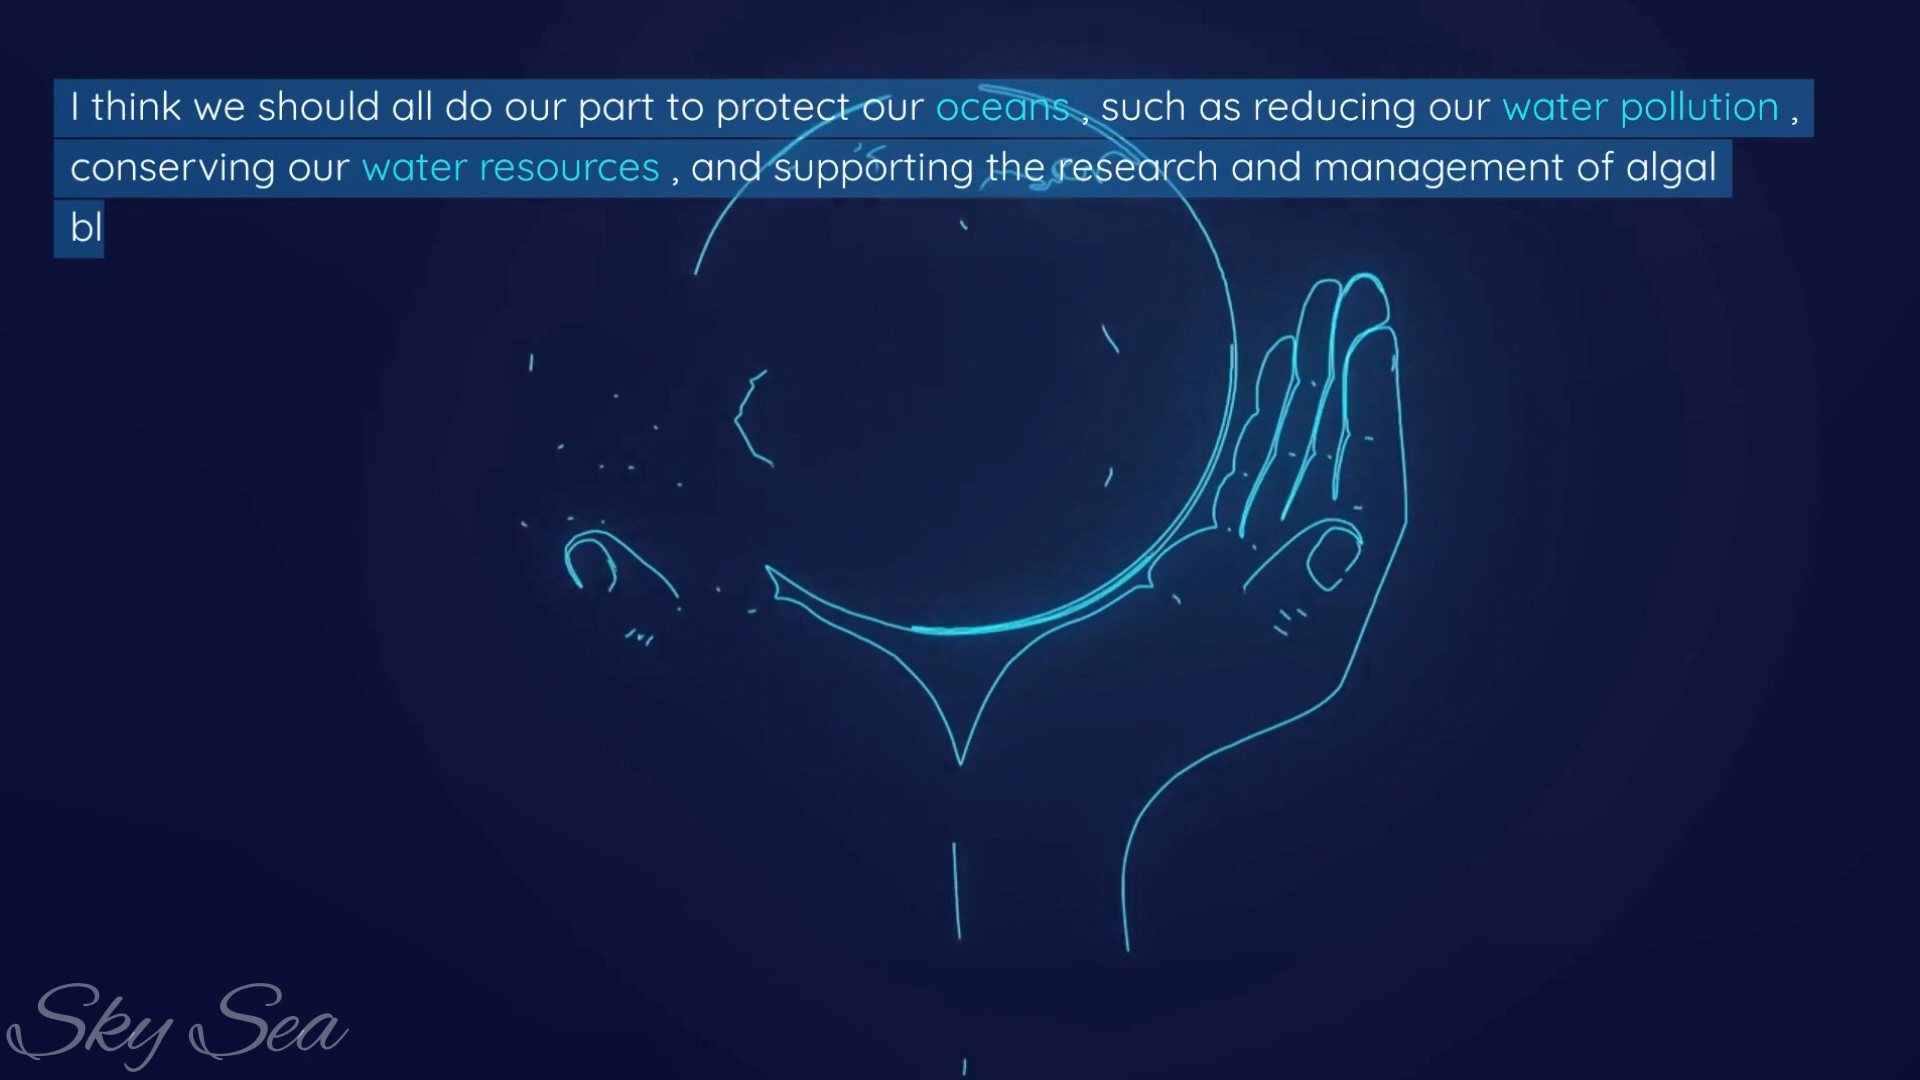 I think we should all do our part to protect our oceans , such as reducing our water pollution ,
conserving our water resources , and supporting the research and management of algal
bl
Sky Sea